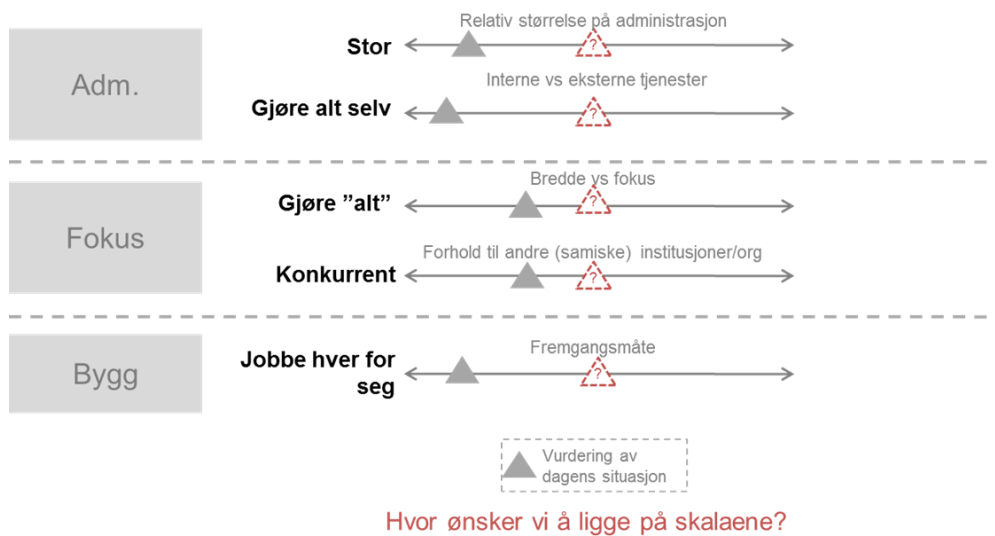 Adm.
Relativ størrelse på administrasjon
Stor
?
Interne vs eksterne tjenester
Gjøre alt selv
?
Fokus
Bredde vs fokus
Gjøre ”alt”
?
Forhold til andre (samiske) institusjoner/org
Konkurrent
?
Bygg
Fremgangsmåte
Jobbe hver for
seg
?
Vurdering av
dagens situasjon
Hvor ønsker vi å ligge på skalaene?